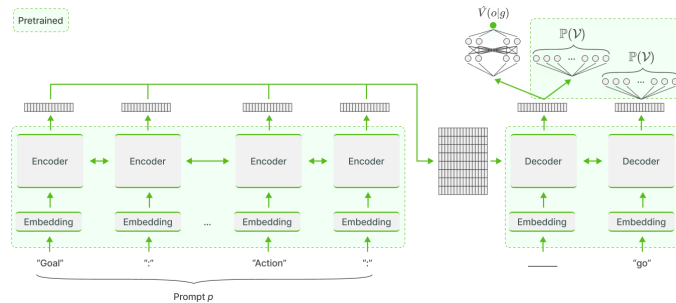 Pretrained
V̂(o|g)
ℙ(𝒱)
ℙ(𝒱)
Encoder Encoder Encoder Encoder Decoder Decoder
Embedding Embedding ... Embedding Embedding Embedding Embedding
"Goal" ":" "Action" ":" "go"
Prompt p